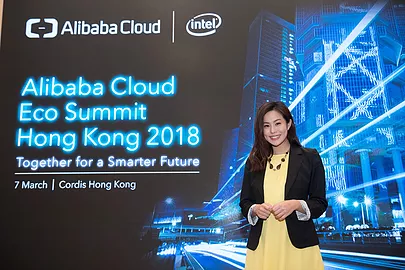 Alibaba Cloud | intel
Alibaba Cloud
Eco Summit
Hong Kong 2018
Together for a Smarter Future
7 March | Cordis Hong Kong